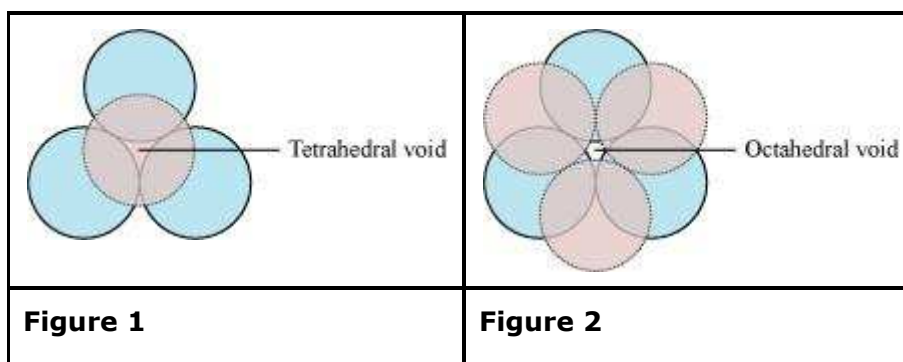 Tetrahedral void
Octahedral void
Figure 1
Figure 2